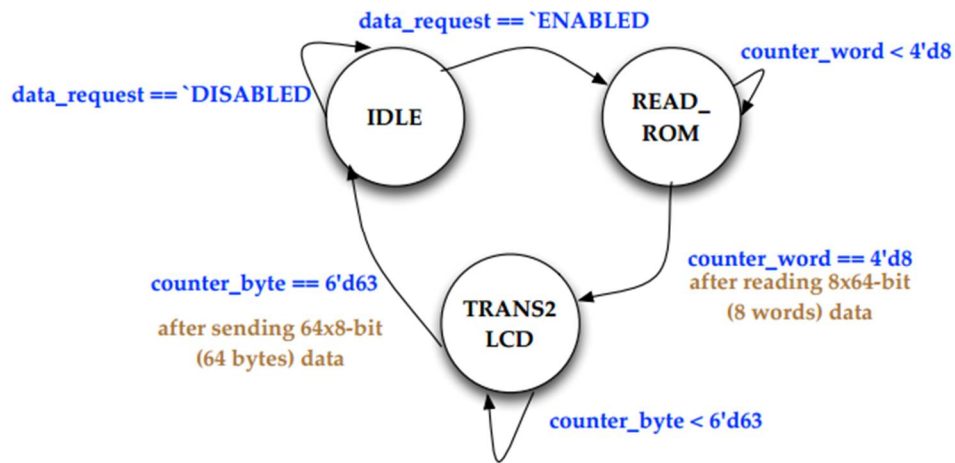 data_request == `ENABLED
counter_word < 4'd8
data_request == `DISABLED
IDLE
READ_
ROM
counter_word == 4'd8
after reading 8x64-bit
(8 words) data
counter_byte == 6'd63
after sending 64x8-bit
(64 bytes) data
TRANS2
LCD
counter_byte < 6'd63